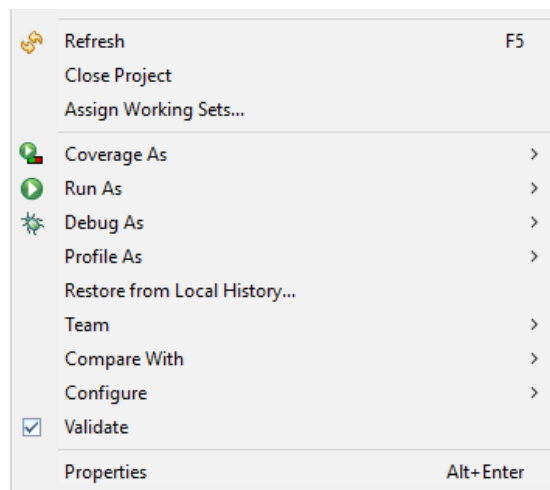 Refresh F5
Close Project
Assign Working Sets...
Coverage As
Run As
Debug As
Profile As
Restore from Local History...
Team
Compare With
Configure
Validate
Properties Alt+Enter